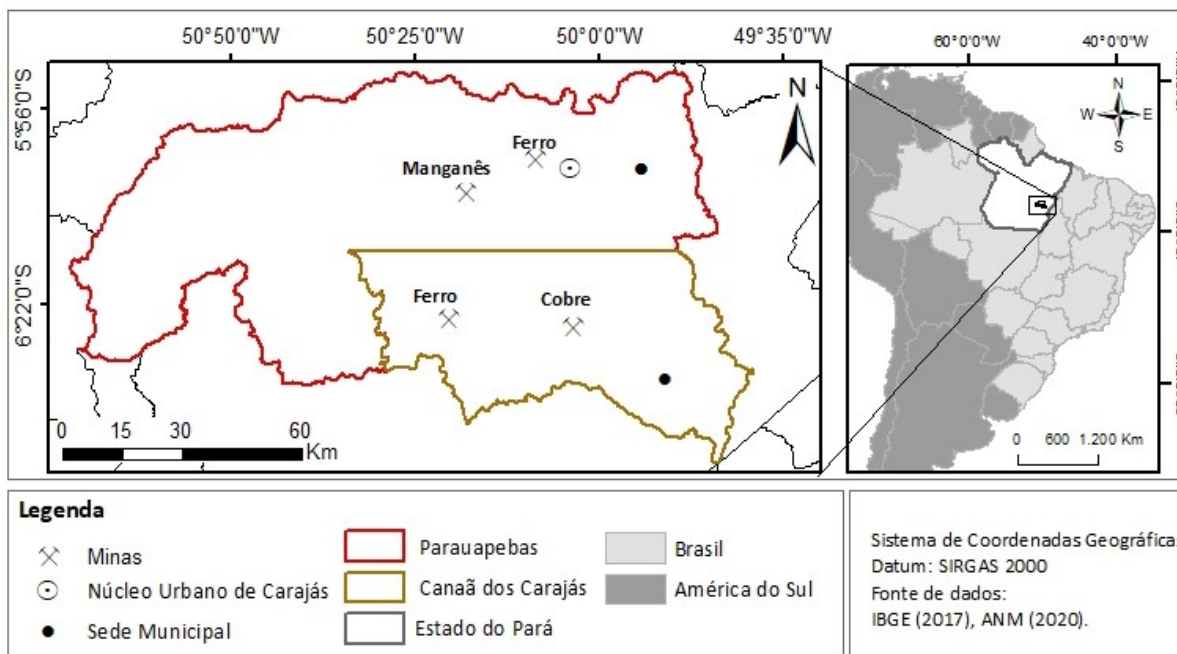 50°50'0"W 50°25'0"W 50°0'0"W 49°35'0"W
60°0'0"W 40°0'0"W
5°56'0"S
6°22'0"S
N
Ferro
Manganês
Ferro
Cobre
0 15 30 60
Km
N
W E
S
0 600 1.200 Km
Legenda
Minas
Núcleo Urbano de Carajás
Sede Municipal
Parauapebas
Canaã dos Carajás
Estado do Pará
Brasil
América do Sul
Sistema de Coordenadas Geográficas
Datum: SIRGAS 2000
Fonte de dados:
IBGE (2017), ANM (2020).